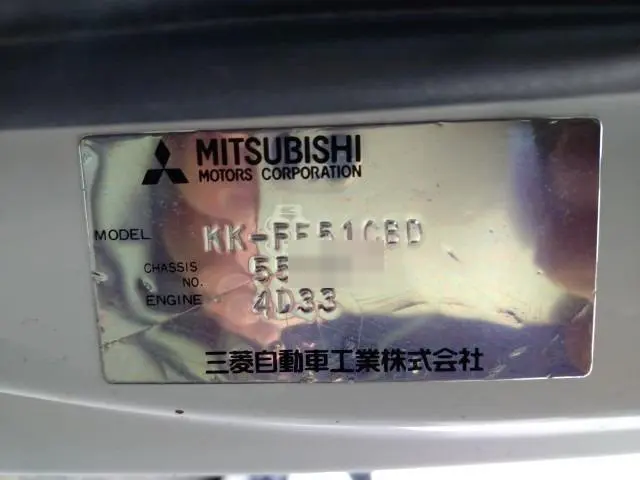 MITSUBISHI
MOTORS CORPORATION
MODEL KK-FE51CBD
CHASSIS NO. 55
ENGINE 4D33
三菱自動車工業株式会社